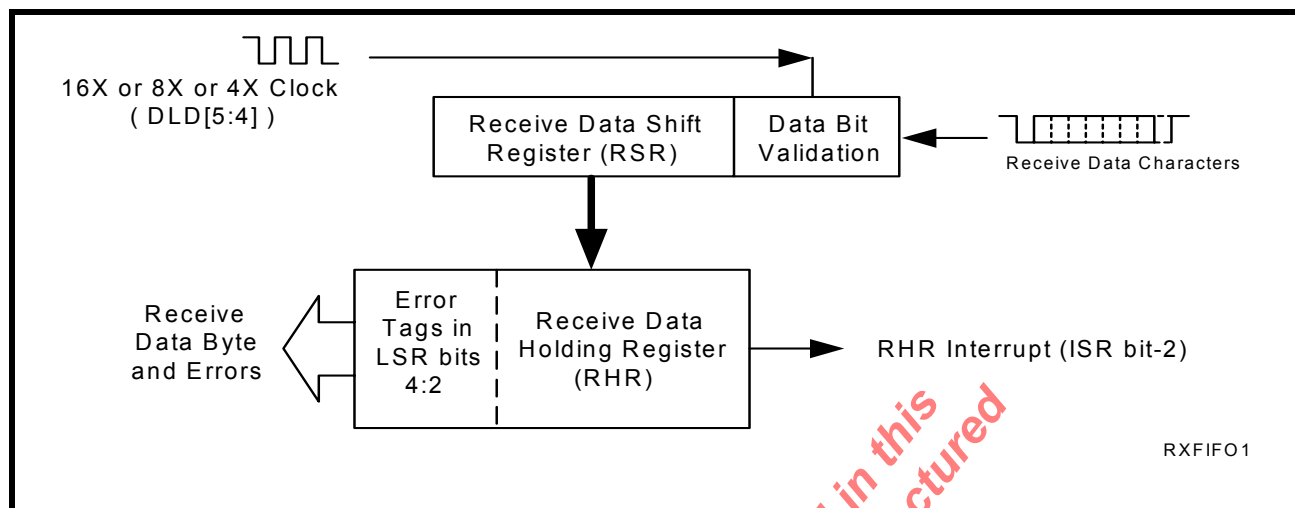 16X or 8X or 4X Clock
( DLD[5:4] )
Receive Data Shift
Register (RSR)
Data Bit
Validation
Receive Data Characters
Receive
Data Byte
and Errors
Error
Tags in
LSR bits
4:2
Receive Data
Holding Register
(RHR)
RHR Interrupt (ISR bit-2)
RXFIFO1
in this